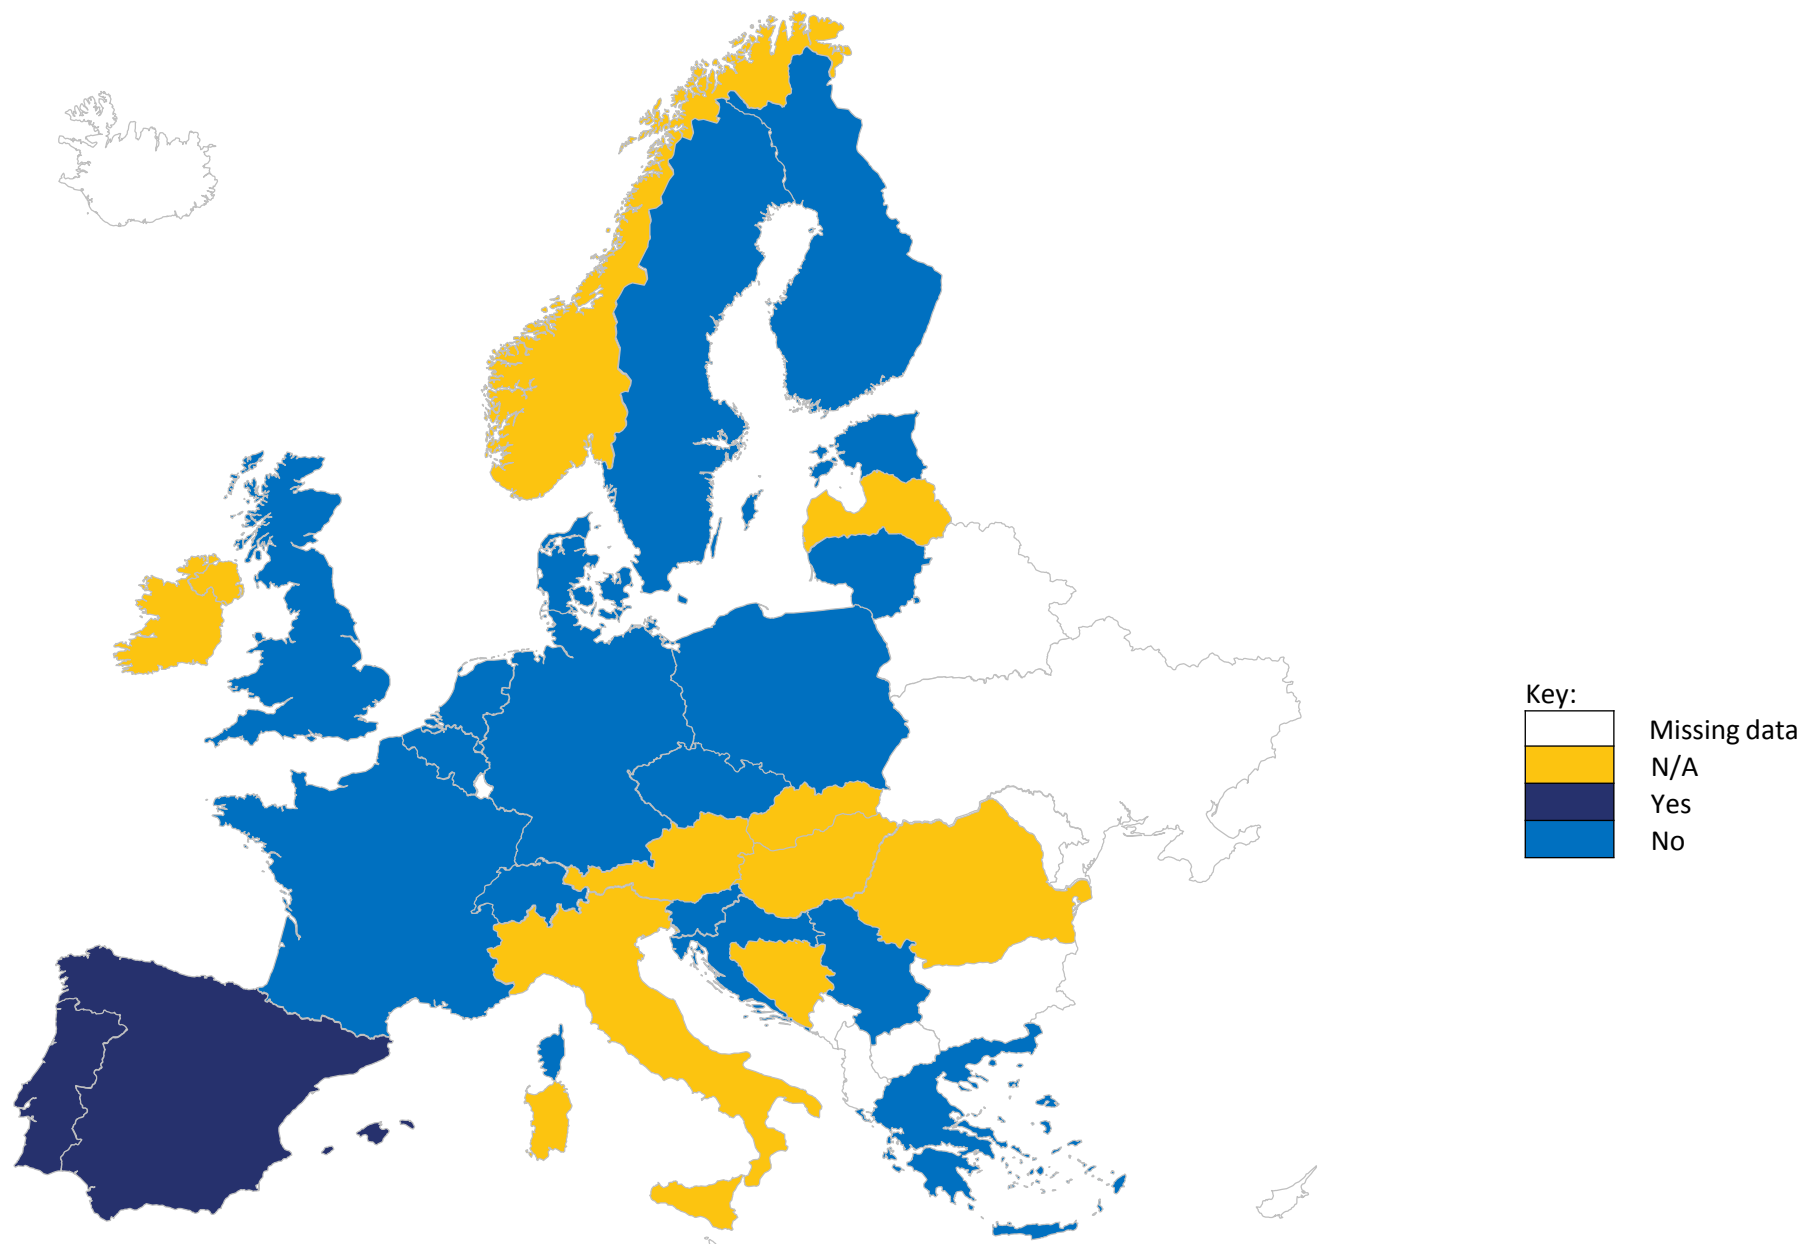 Key:
Missing data
N/A
Yes
No